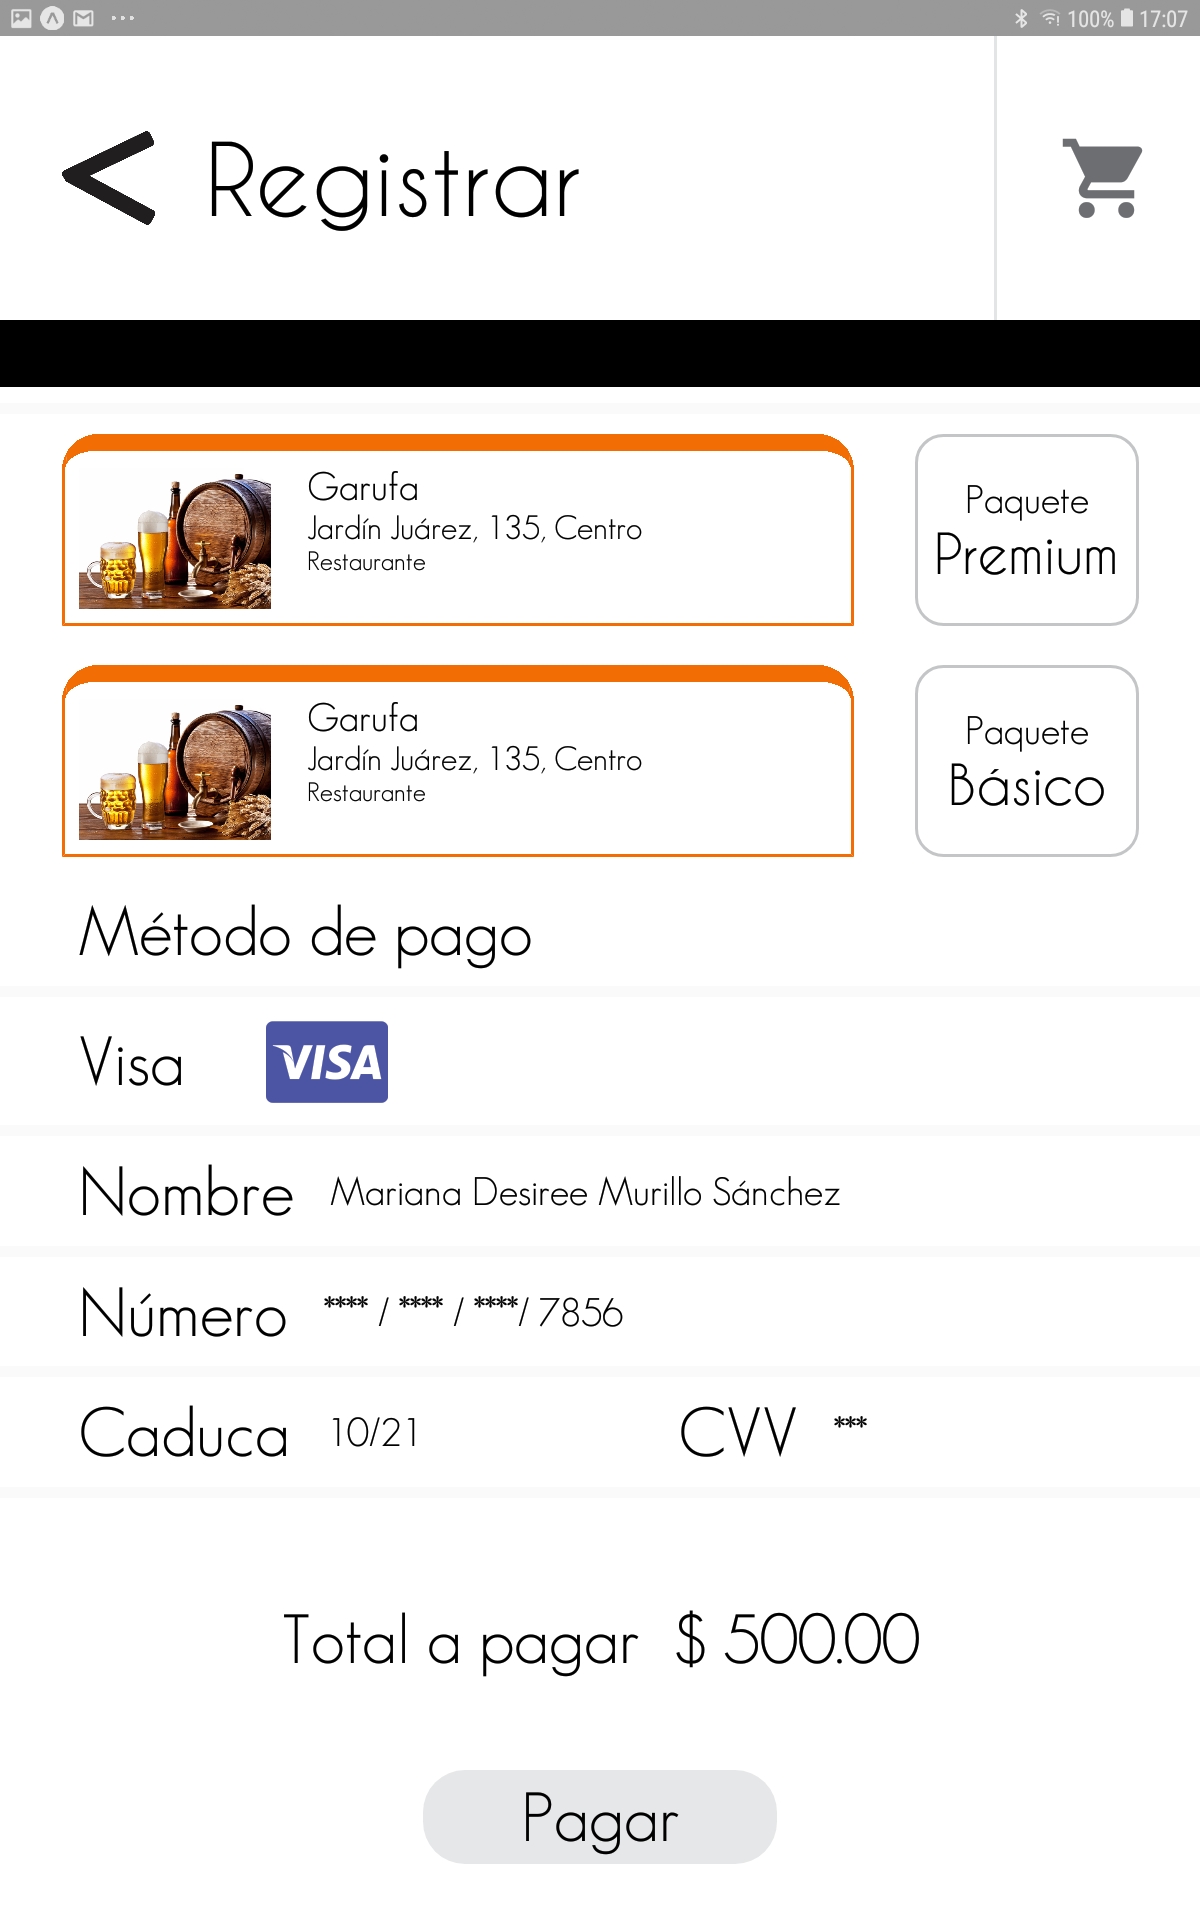 100% 17:07
< Registrar
Garufa
Jardín Juárez, 135, Centro
Restaurante
Paquete
Premium
Garufa
Jardín Juárez, 135, Centro
Restaurante
Paquete
Básico
Método de pago
Visa VISA
Nombre Mariana Desiree Murillo Sánchez
Número **** / **** / ****/ 7856
Caduca 10/21 CVV ***
Total a pagar $ 500.00
Pagar